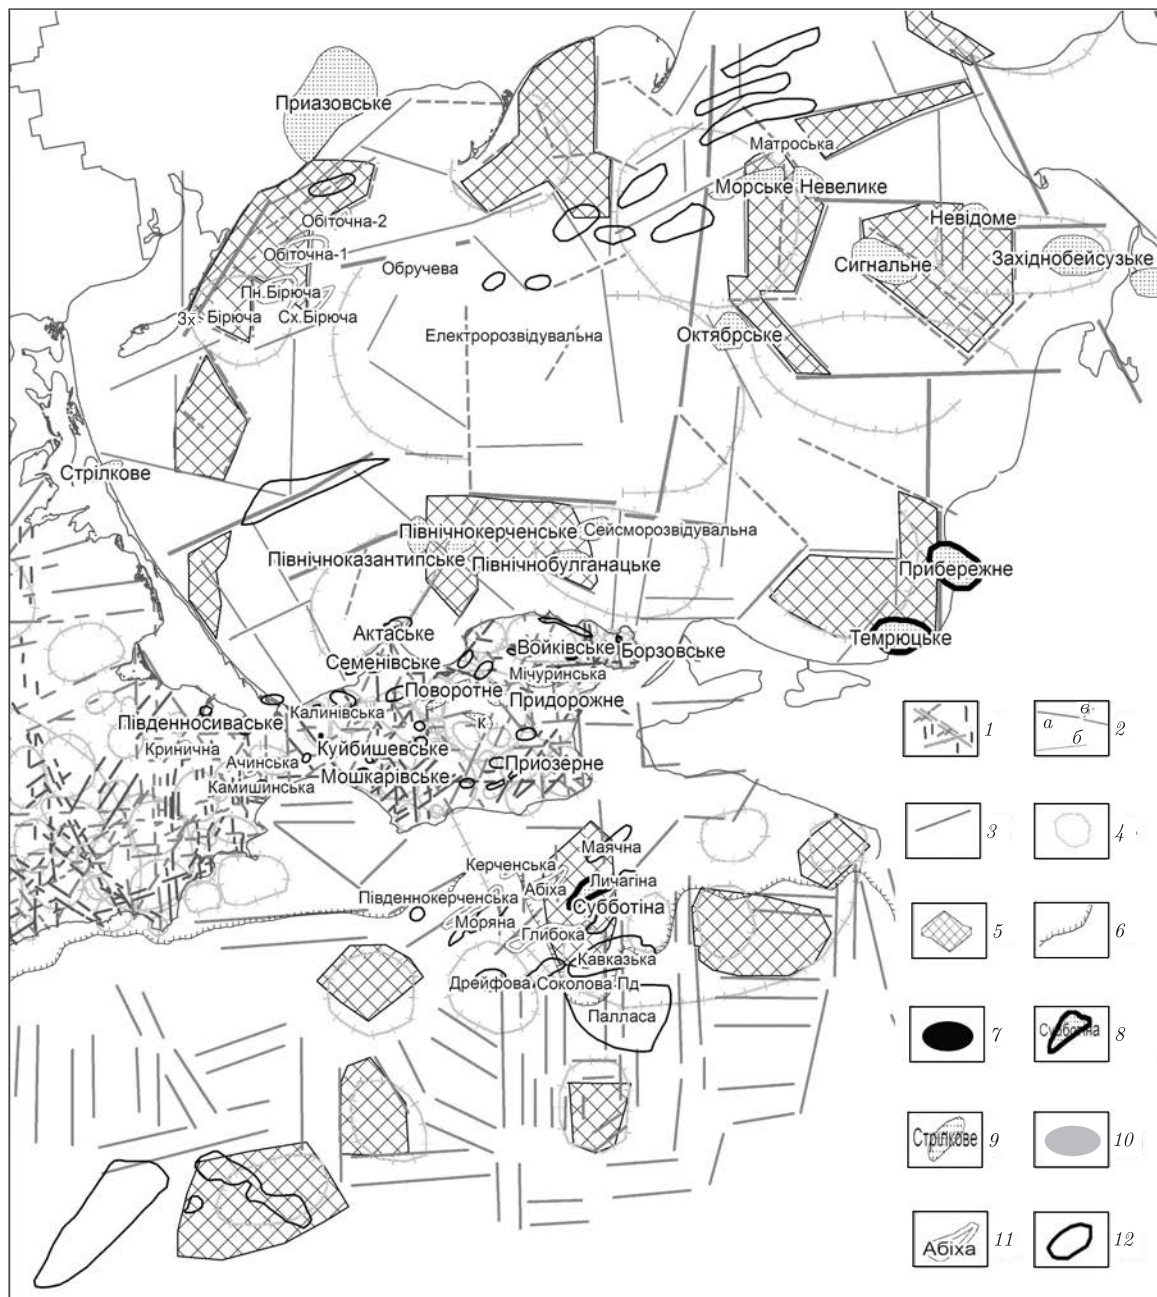 Приазовське
Матроська
Морське
Невелике
Обіточна-2
Невідоме
Обіточна-1
Західнобейсузьке
Сигнальне
Обручева
Пн.Бірюча
Зх
Бірюча
Сх.Бірюча
Електророзвідувальна
Октябрське
Стрілкове
Північнокерченське
Сейсморозвідувальна
Північноказантипське
Північнобулганацьке
Прибережне
Актаське
Темрюцьке
Войківське
Борзовське
Семенівське
Мічуринська
Поворотне
Придорожне
Калинівська
Південносиваське
К
Кринична
Куйбишевське
Ачинська
Приозерне
Мошкарівське
Камишинська
Маячна
Керченська
Абіха
Личагіна
Південнокерченська
Субботіна
Моряна
Глибока
Кавказька
Дрейфова
Соколова
Пд
Палласа
1
а
в
б
2
3
4
5
6
7
Субботіна
8
Стрілкове
9
10
Абіха
11
12